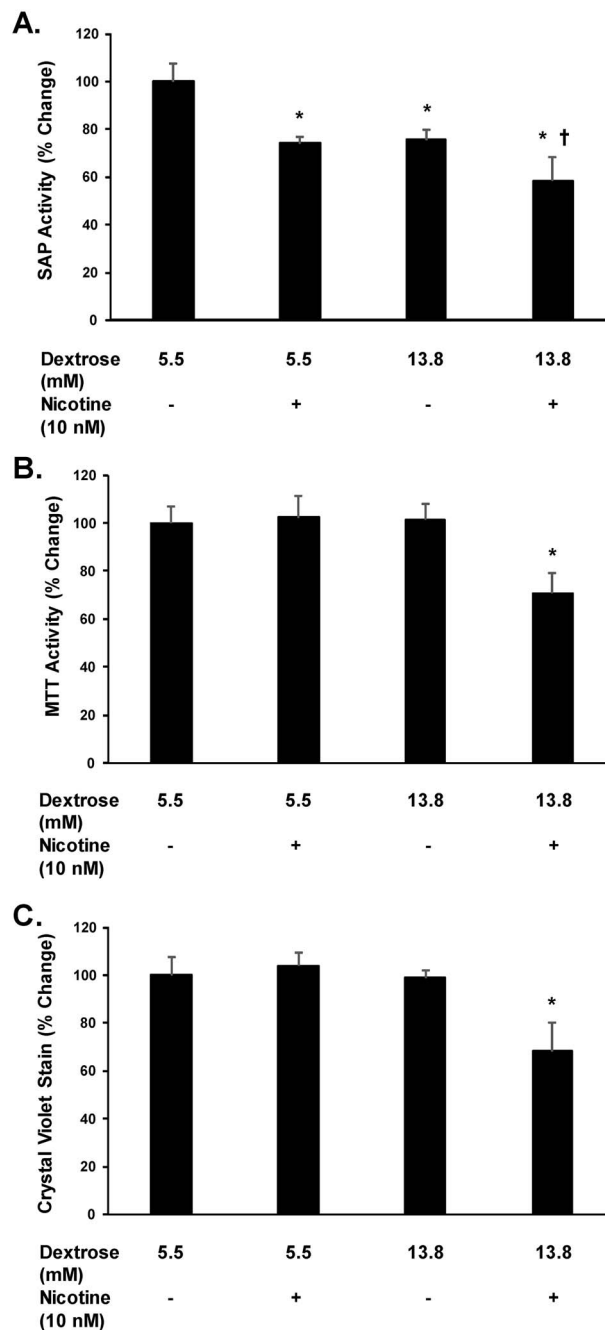 A.
SAP Activity (% Change)
120
100
80
60
40
20
0
*
*
* †
Dextrose 5.5 5.5 13.8 13.8
(mM)
Nicotine - + - +
(10 nM)
B.
MTT Activity (% Change)
120
100
80
60
40
20
0
*
Dextrose 5.5 5.5 13.8 13.8
(mM)
Nicotine - + - +
(10 nM)
C.
Crystal Violet Stain (% Change)
120
100
80
60
40
20
0
*
Dextrose 5.5 5.5 13.8 13.8
(mM)
Nicotine - + - +
(10 nM)